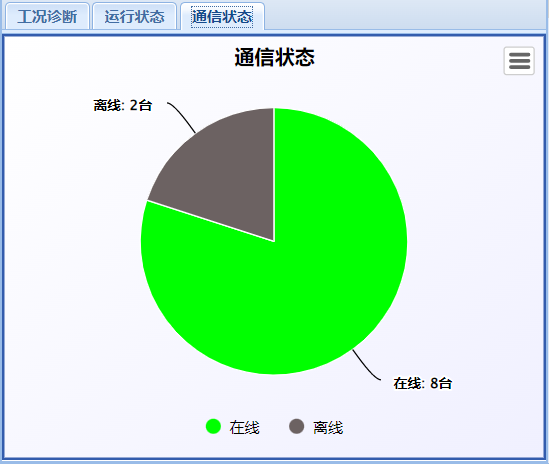 工况诊断 运行状态 通信状态
通信状态
离线: 2台
在线: 8台
在线 离线